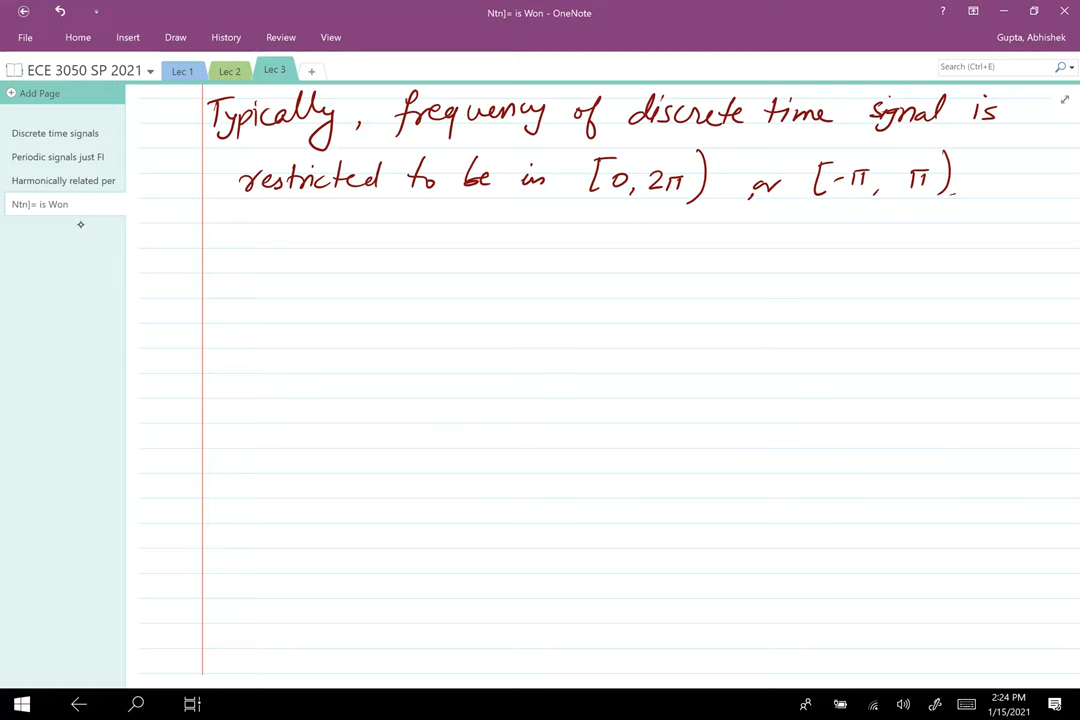 Ntn]= is Won - OneNote
File Home Insert Draw History Review View
Gupta, Abhishek
ECE 3050 SP 2021
Lec 1 Lec 2 Lec 3
Search (Ctrl+E)
Add Page
Discrete time signals
Periodic signals just FI
Harmonically related per
Ntn]= is Won
Typically, frequency of discrete time signal is
restricted to be in [0, 2π) or [-π, π).
2:24 PM
1/15/2021